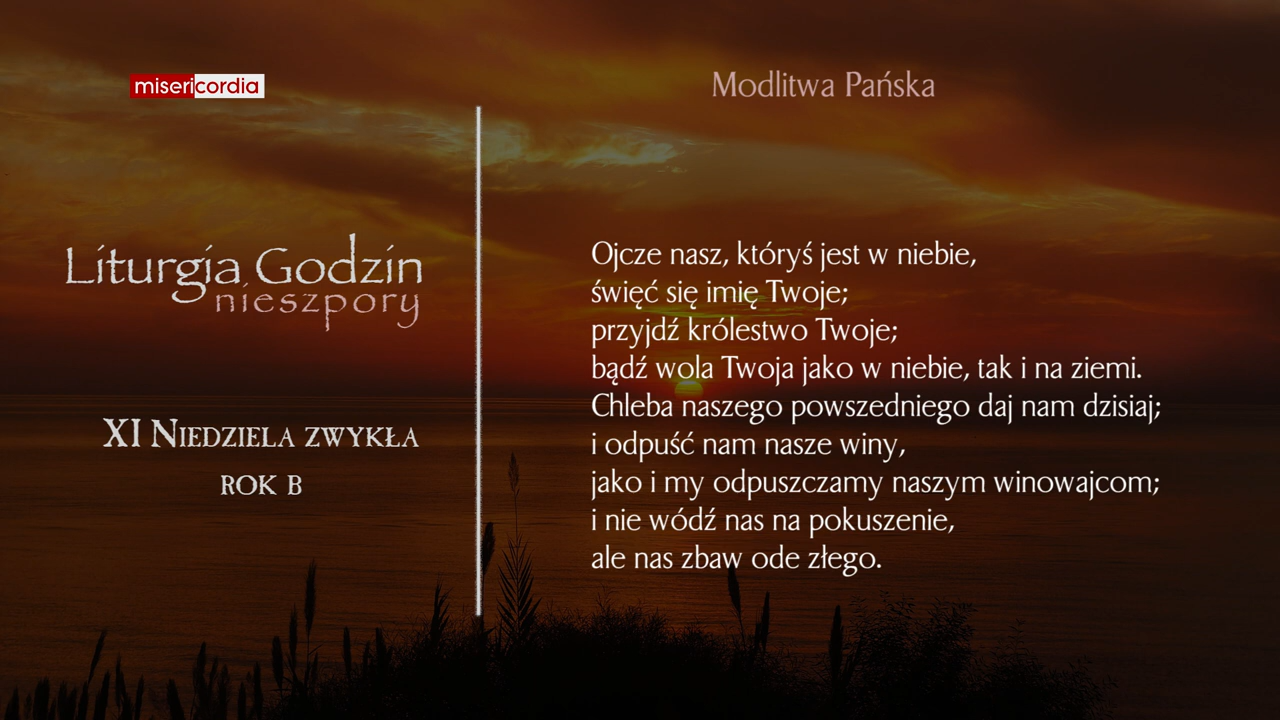 misericordia
Liturgia Godzin
nieszpory
XI Niedziela zwykła
rok B
Modlitwa Pańska
Ojcze nasz, któryś jest w niebie,
święć się imię Twoje;
przyjdź królestwo Twoje;
bądź wola Twoja jako w niebie, tak i na ziemi.
Chleba naszego powszedniego daj nam dzisiaj;
i odpuść nam nasze winy,
jako i my odpuszczamy naszym winowajcom;
i nie wódź nas na pokuszenie,
ale nas zbaw ode złego.